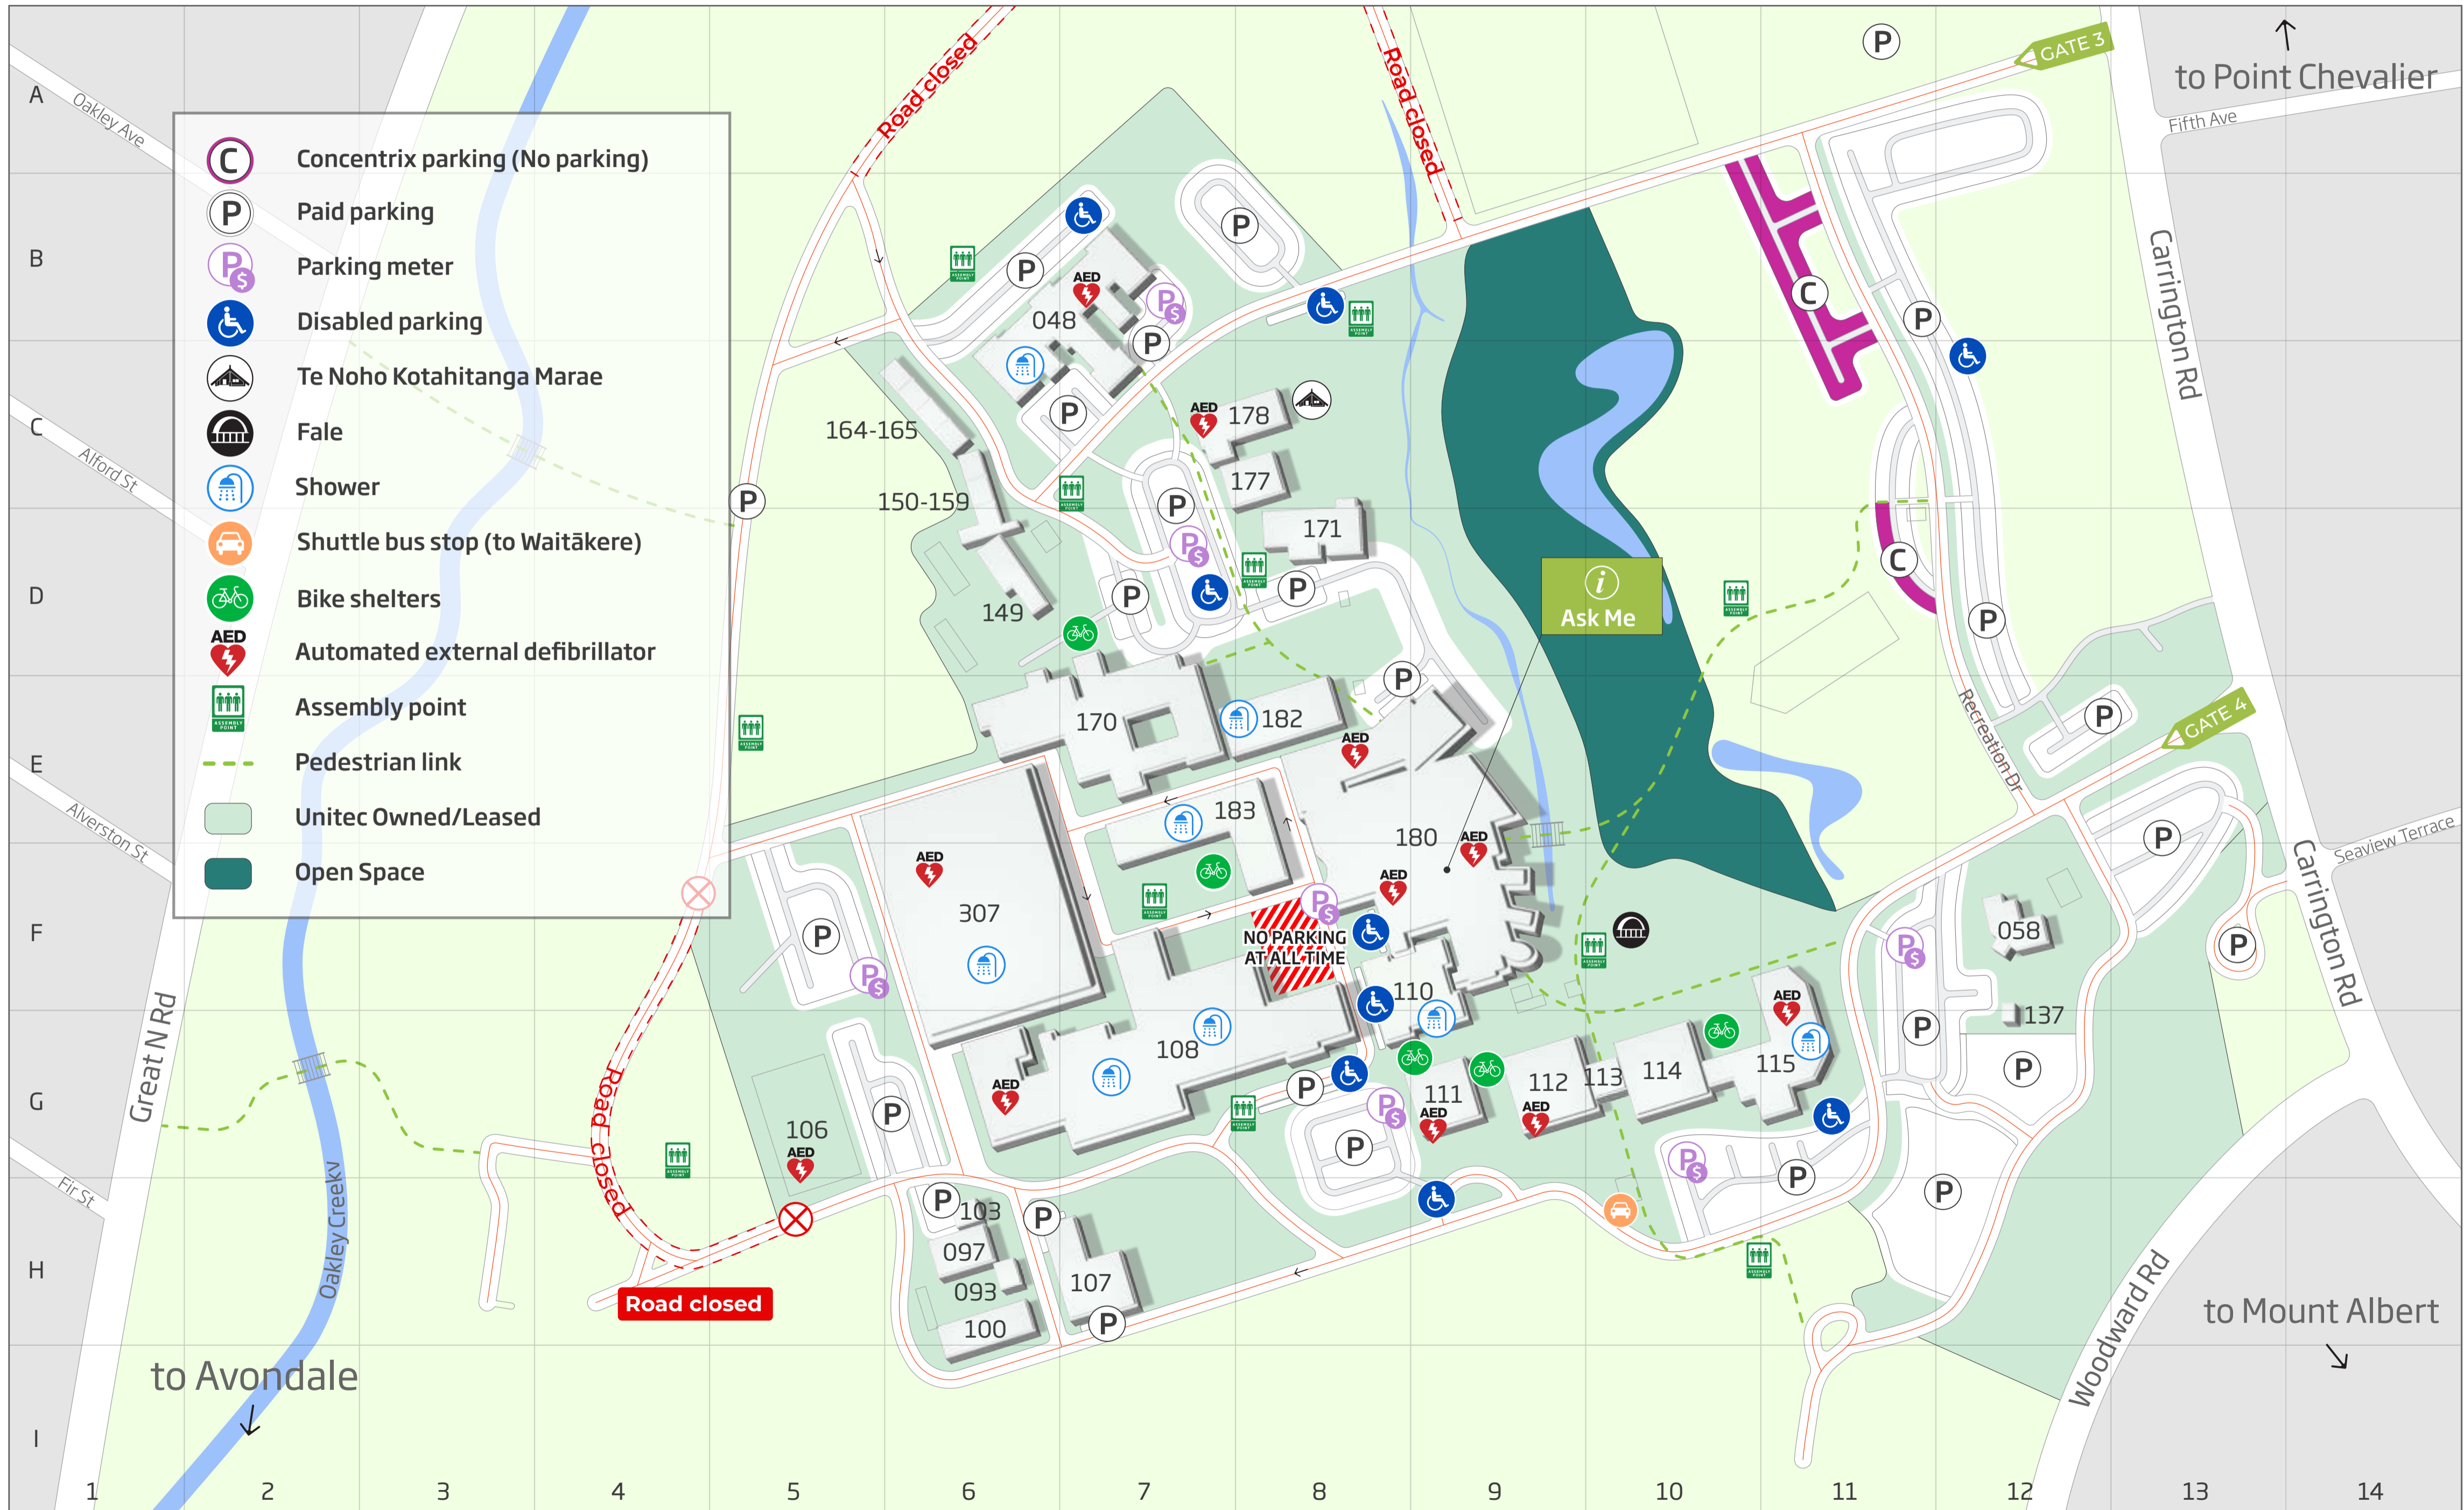 A
B
C
D
E
F
G
H
I
1
2
3
4
5
6
7
8
9
10
11
12
13
14
C Concentrix parking (No parking)
P Paid parking
P$ Parking meter
Disabled parking
Te Noho Kotahitanga Marae
Fale
Shower
Shuttle bus stop (to Waitākere)
Bike shelters
AED Automated external defibrillator
ASSEMBLY POINT Assembly point
Pedestrian link
Unitec Owned/Leased
Open Space
Oakley Ave
Alford St
Alverston St
Fir St
Great N Rd
Oakley Creekv
to Avondale
Road closed
Road closed
Road closed
Road closed
Road closed
GATE 3
to Point Chevalier
Fifth Ave
Carrington Rd
Recreation Dr
GATE 4
Seaview Terrace
Carrington Rd
Woodward Rd
to Mount Albert
Ask Me
NO PARKING
AT ALL TIME
048
164-165
150-159
149
178
177
171
170
182
183
180
307
108
110
111
112
113
114
115
058
137
106
103
097
093
100
107